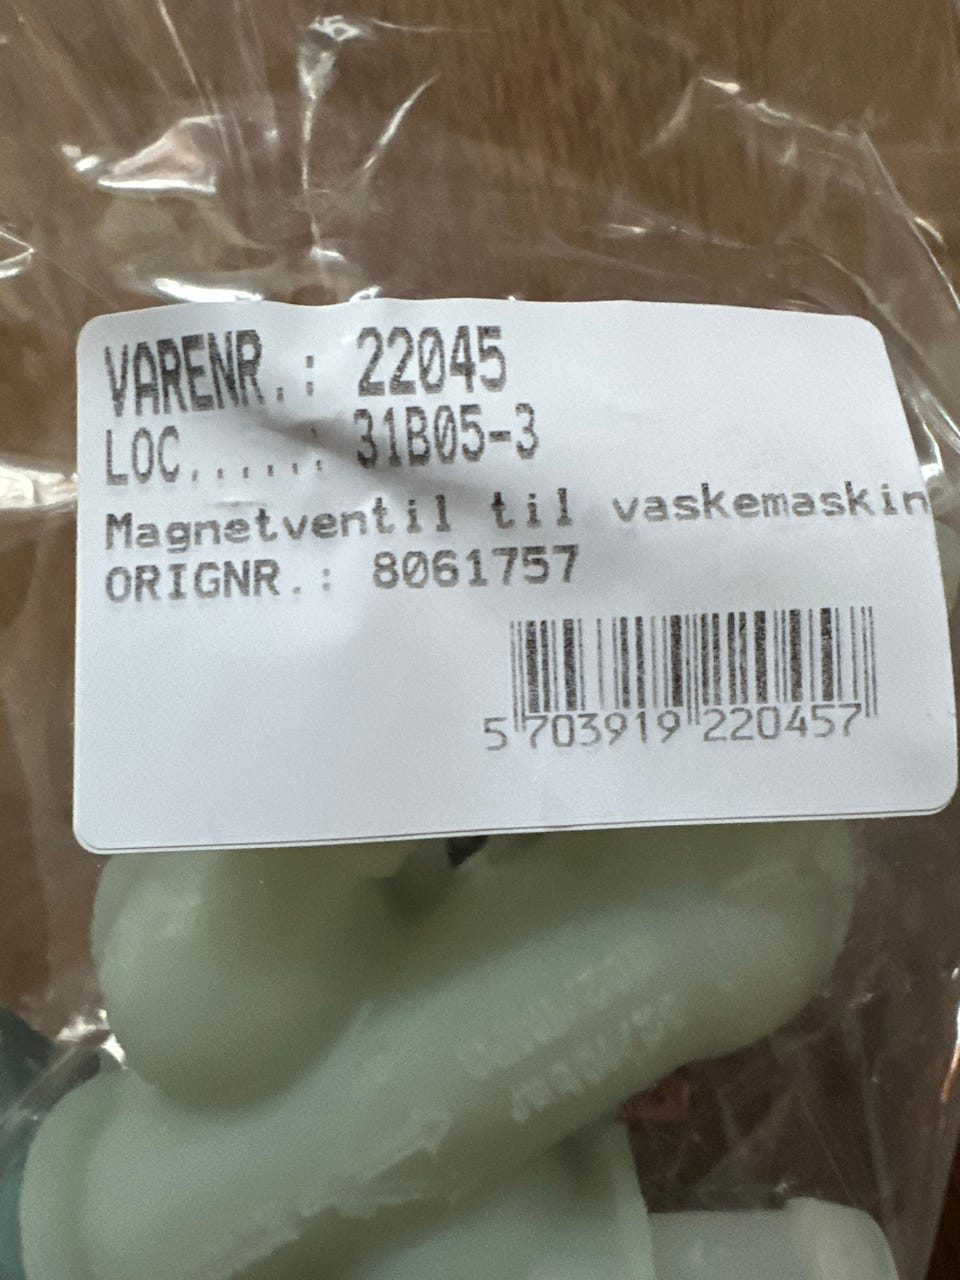 VARENR.: 22045
LOC......: 31B05-3
Magnetventil til vaskemaskin
ORIGNR.: 8061757
5 703919 220457